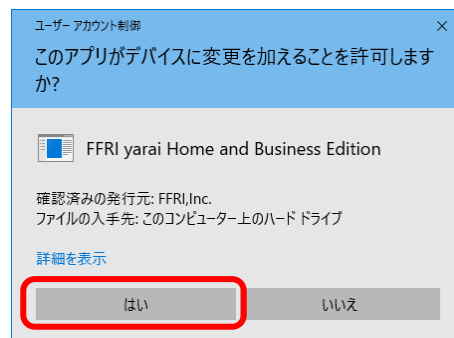 ユーザー アカウント制御
このアプリがデバイスに変更を加えることを許可します
か?
FFRI yarai Home and Business Edition
確認済みの発行元: FFRI,Inc.
ファイルの入手先: このコンピューター上のハード ドライブ
詳細を表示
はい
いいえ